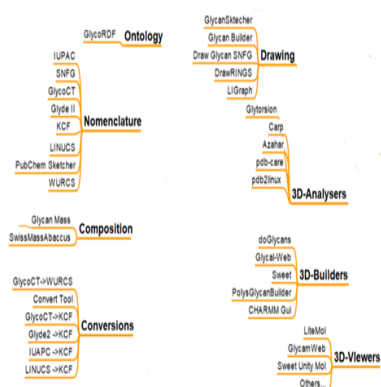 GlycoRDF
Ontology
IUPAC
SNFG
GlycoCT
Glyde II
KCF
LINUCS
PubChem Sketcher
WURCS
Nomenclature
Glycan Mass
SwissMassAbaccus
Composition
GlycoCT->WURCS
Convert Tool
GlycoCT->KCF
Glyde2 ->KCF
IUAPC ->KCF
LINUCS ->KCF
Conversions
GlycanSktecher
Glycan Builder
Draw Glycan SNFG
DrawRINGS
LIGraph
Drawing
Glytorsion
Carp
Azahar
pdb-care
pdb2linux
3D-Analysers
doGlycans
Glycal-Web
Sweet
PolysGlycanBuilder
CHARMM Gui
3D-Builders
LiteMol
GlycamWeb
Sweet Unity Mol
Others...
3D-Viewers